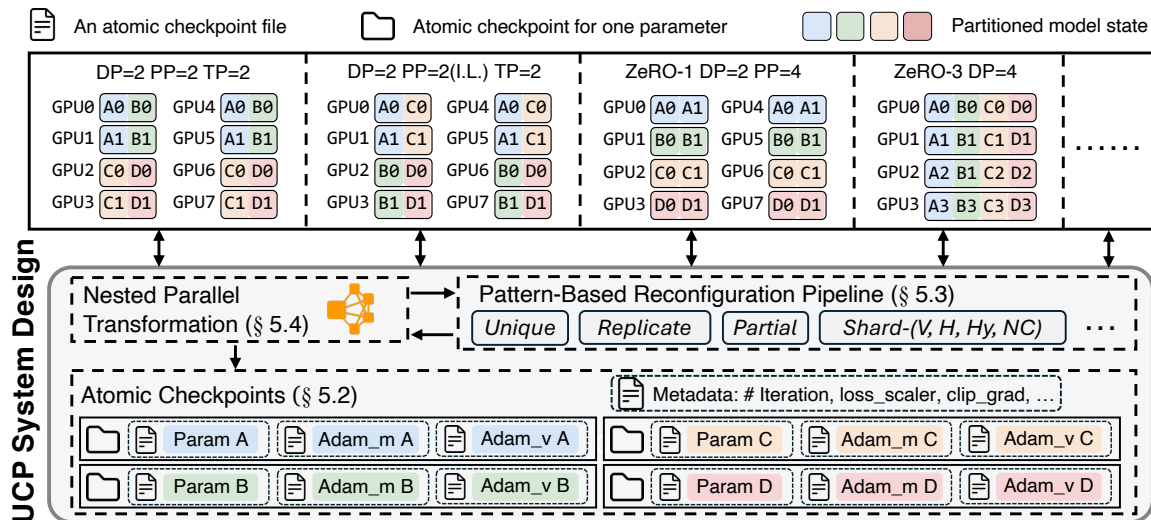 An atomic checkpoint file
Atomic checkpoint for one parameter
Partitioned model state
DP=2 PP=2 TP=2
GPU0 A0 B0 GPU4 A0 B0
GPU1 A1 B1 GPU5 A1 B1
GPU2 C0 D0 GPU6 C0 D0
GPU3 C1 D1 GPU7 C1 D1
DP=2 PP=2(I.L.) TP=2
GPU0 A0 C0 GPU4 A0 C0
GPU1 A1 C1 GPU5 A1 C1
GPU2 B0 D0 GPU6 B0 D0
GPU3 B1 D1 GPU7 B1 D1
ZeRO-1 DP=2 PP=4
GPU0 A0 A1 GPU4 A0 A1
GPU1 B0 B1 GPU5 B0 B1
GPU2 C0 C1 GPU6 C0 C1
GPU3 D0 D1 GPU7 D0 D1
ZeRO-3 DP=4
GPU0 A0 B0 C0 D0
GPU1 A1 B1 C1 D1
GPU2 A2 B1 C2 D2
GPU3 A3 B3 C3 D3
......
UCP System Design
Nested Parallel
Transformation (§ 5.4)
Pattern-Based Reconfiguration Pipeline (§ 5.3)
Unique Replicate Partial Shard-(V, H, Hy, NC) ...
Atomic Checkpoints (§ 5.2)
Metadata: # Iteration, loss_scaler, clip_grad, ...
Param A Adam_m A Adam_v A
Param C Adam_m C Adam_v C
Param B Adam_m B Adam_v B
Param D Adam_m D Adam_v D